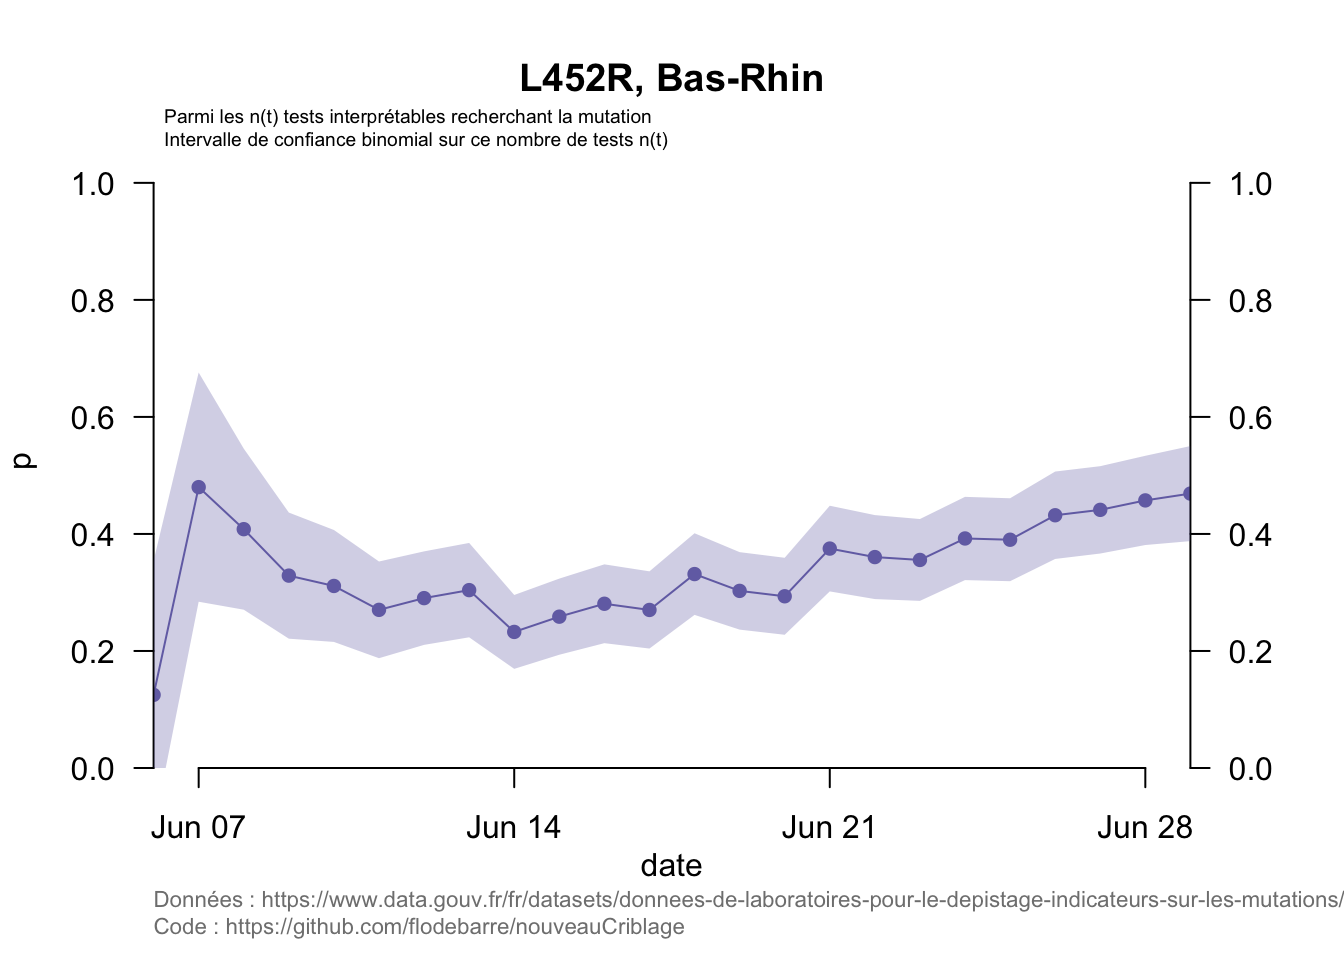 L452R, Bas-Rhin
Parmi les n(t) tests interprétables recherchant la mutation
Intervalle de confiance binomial sur ce nombre de tests n(t)
1.0
0.8
0.6
0.4
0.2
0.0
p
1.0
0.8
0.6
0.4
0.2
0.0
Jun 07 Jun 14 Jun 21 Jun 28
date
Données : https://www.data.gouv.fr/fr/datasets/donnees-de-laboratoires-pour-le-depistage-indicateurs-sur-les-mutations/
Code : https://github.com/flodebarre/nouveauCriblage